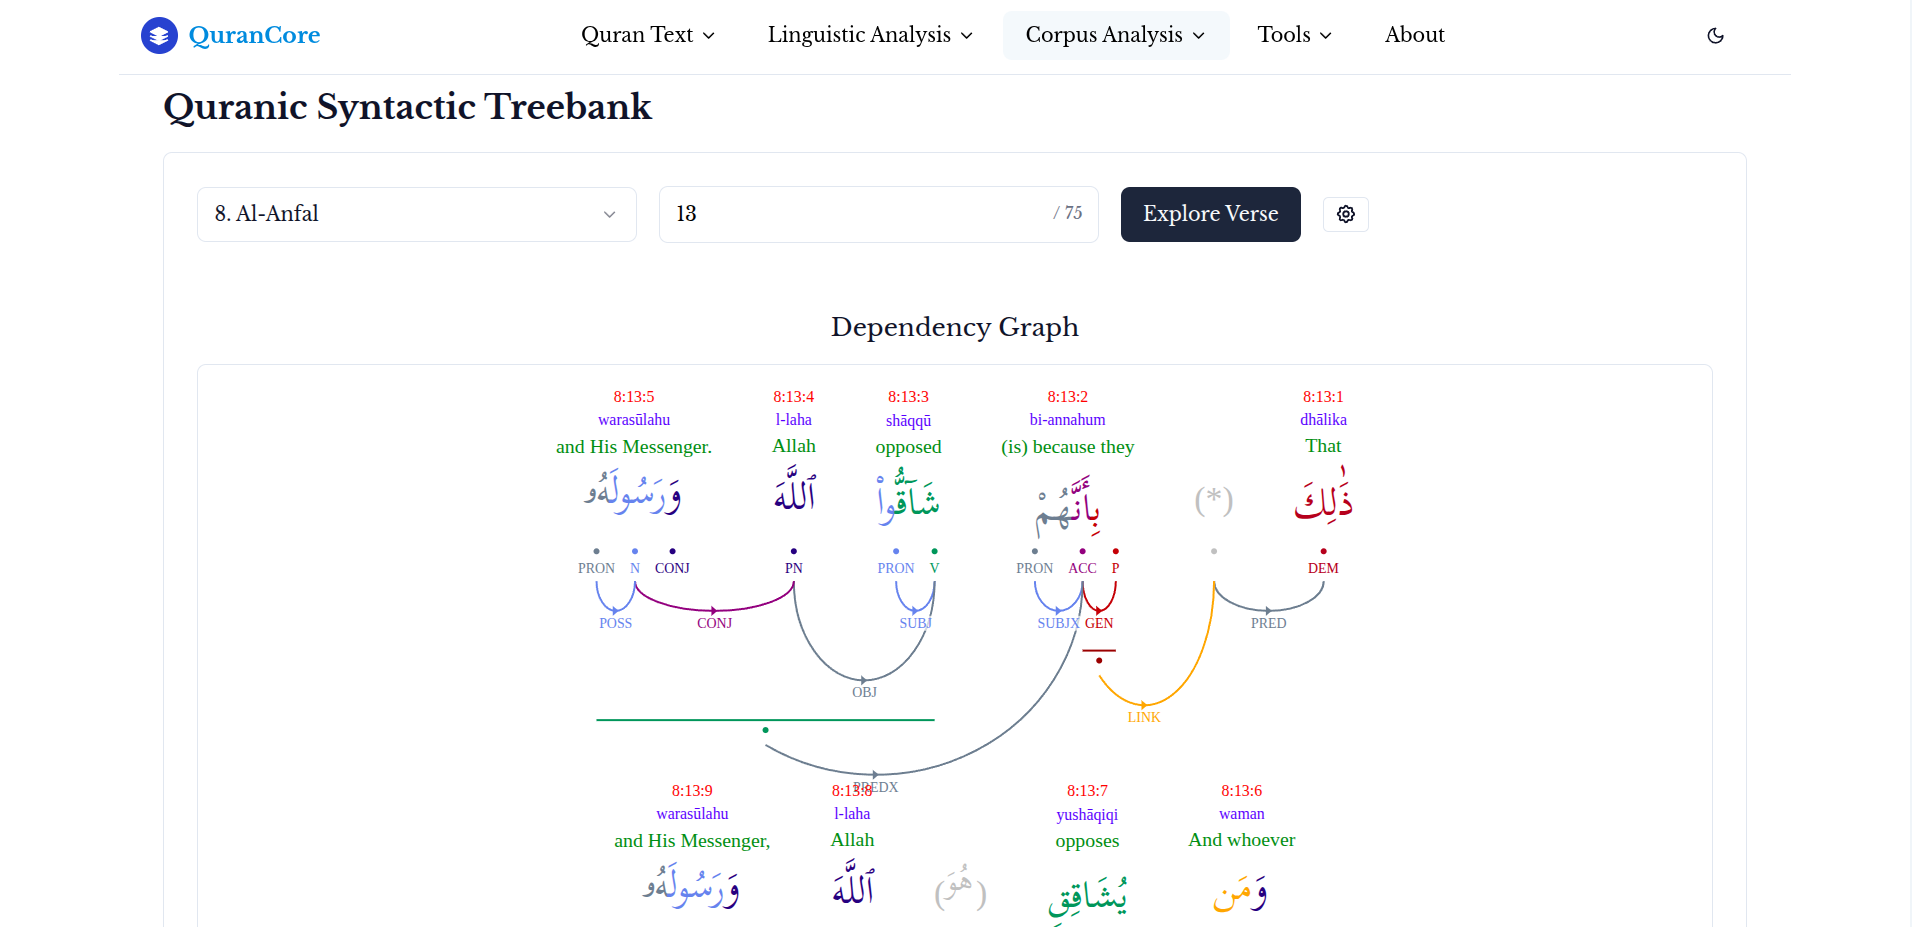 QuranCore
Quran Text
Linguistic Analysis
Corpus Analysis
Tools
About
Quranic Syntactic Treebank
8. Al-Anfal
13
/ 75
Explore Verse
Dependency Graph
8:13:5 8:13:4 8:13:3 8:13:2 8:13:1
warasūlahu l-laha shāqqū bi-annahum dhālika
and His Messenger. Allah opposed (is) because they That
ذَٰلِكَ (*) بِأَنَّهُمْ شَآقُّوا۟ ٱللَّهَ وَرَسُولَهُۥ
PRON N CONJ PN PRON V PRON ACC P DEM
POSS CONJ SUBJ SUBJX GEN PRED
OBJ
LINK
PREDX
8:13:9 8:13:8 8:13:7 8:13:6
warasūlahu l-laha yushāqiqi waman
and His Messenger, Allah opposes And whoever
وَمَن يُشَاقِقِ (هُوَ) ٱللَّهَ وَرَسُولَهُۥ